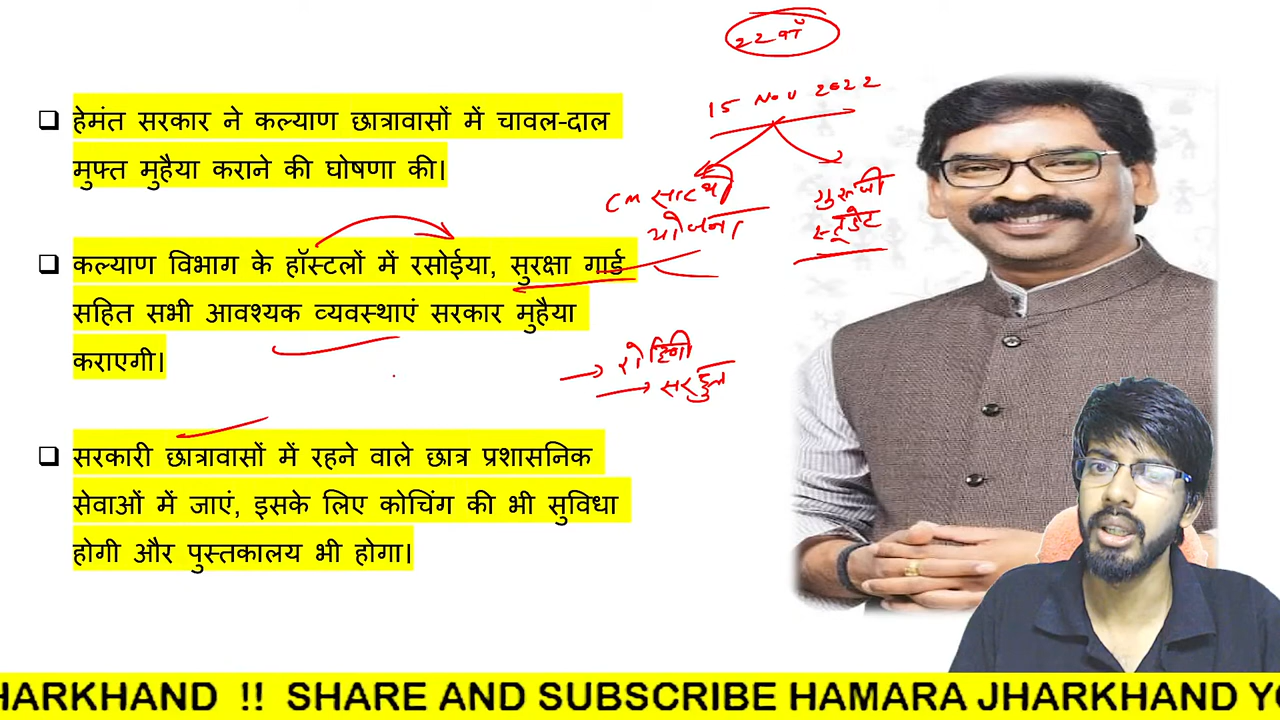 22वाँ
15 Nov 2022
CM सारथी
योजना
गुरुजी
स्टूडेंट
हेमंत सरकार ने कल्याण छात्रावासों में चावल-दाल
मुफ्त मुहैया कराने की घोषणा की।
कल्याण विभाग के हॉस्टलों में रसोईया, सुरक्षा गार्ड
सहित सभी आवश्यक व्यवस्थाएं सरकार मुहैया
कराएगी।
सरहुल
सरकारी छात्रावासों में रहने वाले छात्र प्रशासनिक
सेवाओं में जाएं, इसके लिए कोचिंग की भी सुविधा
होगी और पुस्तकालय भी होगा।
HARKHAND !! SHARE AND SUBSCRIBE HAMARA JHARKHAND YO